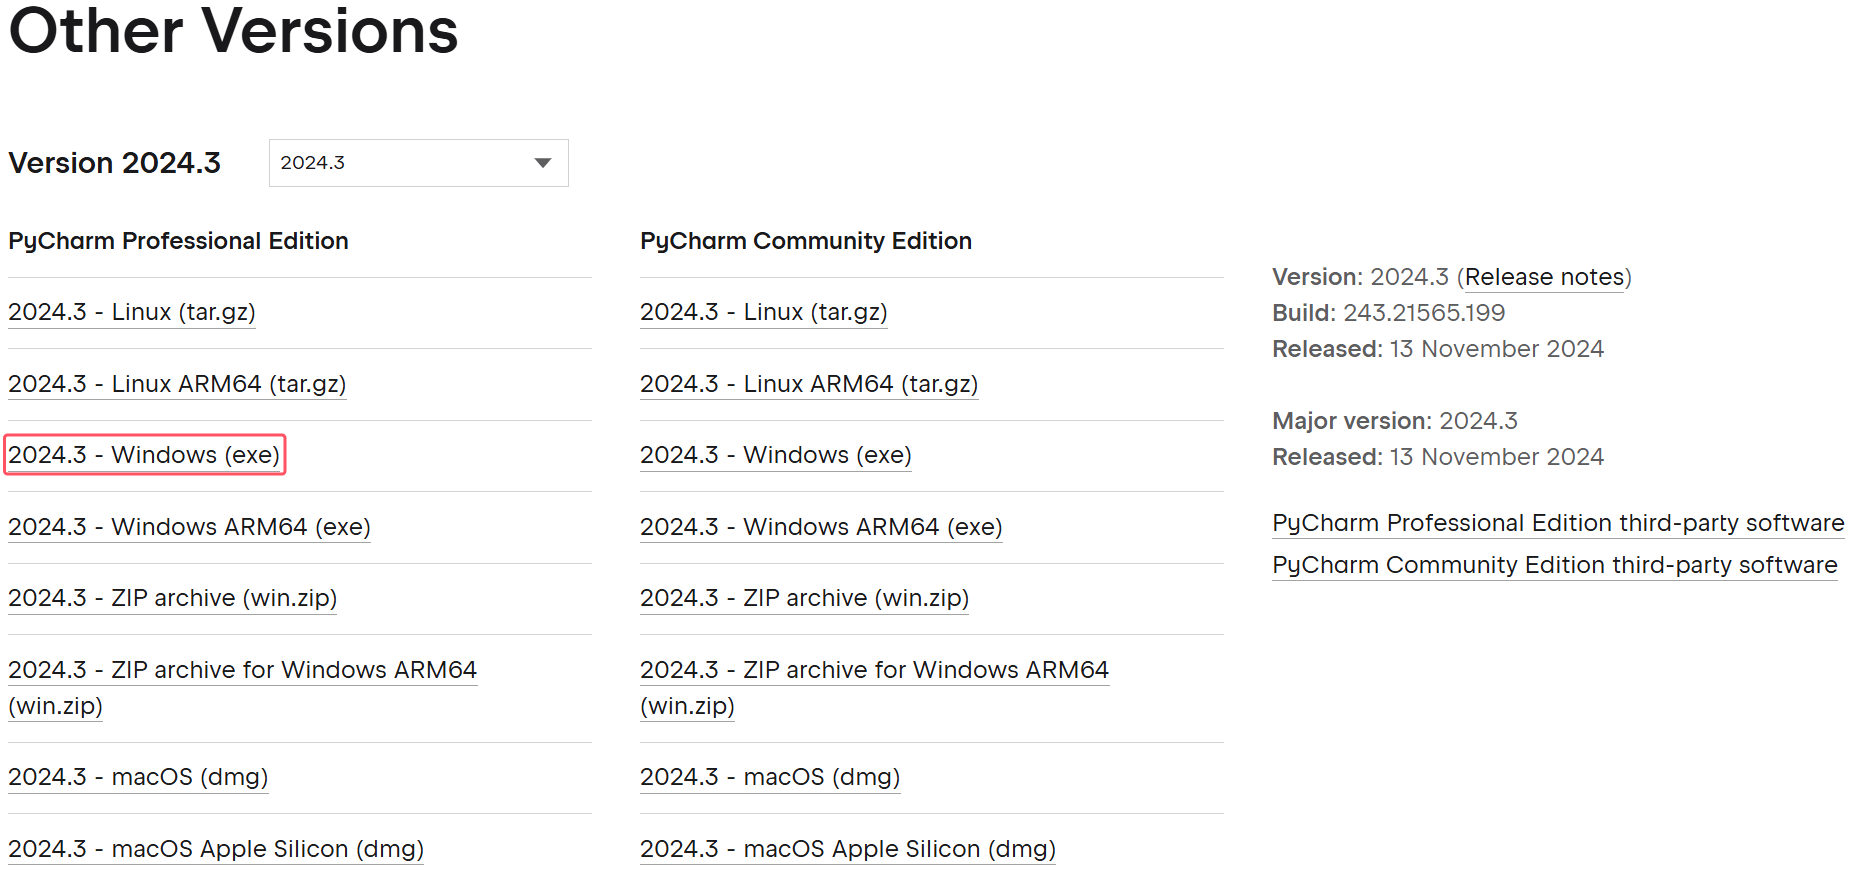 Other Versions
Version 2024.3
2024.3
PyCharm Professional Edition
2024.3 - Linux (tar.gz)
2024.3 - Linux ARM64 (tar.gz)
2024.3 - Windows (exe)
2024.3 - Windows ARM64 (exe)
2024.3 - ZIP archive (win.zip)
2024.3 - ZIP archive for Windows ARM64
(win.zip)
2024.3 - macOS (dmg)
2024.3 - macOS Apple Silicon (dmg)
PyCharm Community Edition
2024.3 - Linux (tar.gz)
2024.3 - Linux ARM64 (tar.gz)
2024.3 - Windows (exe)
2024.3 - Windows ARM64 (exe)
2024.3 - ZIP archive (win.zip)
2024.3 - ZIP archive for Windows ARM64
(win.zip)
2024.3 - macOS (dmg)
2024.3 - macOS Apple Silicon (dmg)
Version: 2024.3 (Release notes)
Build: 243.21565.199
Released: 13 November 2024
Major version: 2024.3
Released: 13 November 2024
PyCharm Professional Edition third-party software
PyCharm Community Edition third-party software